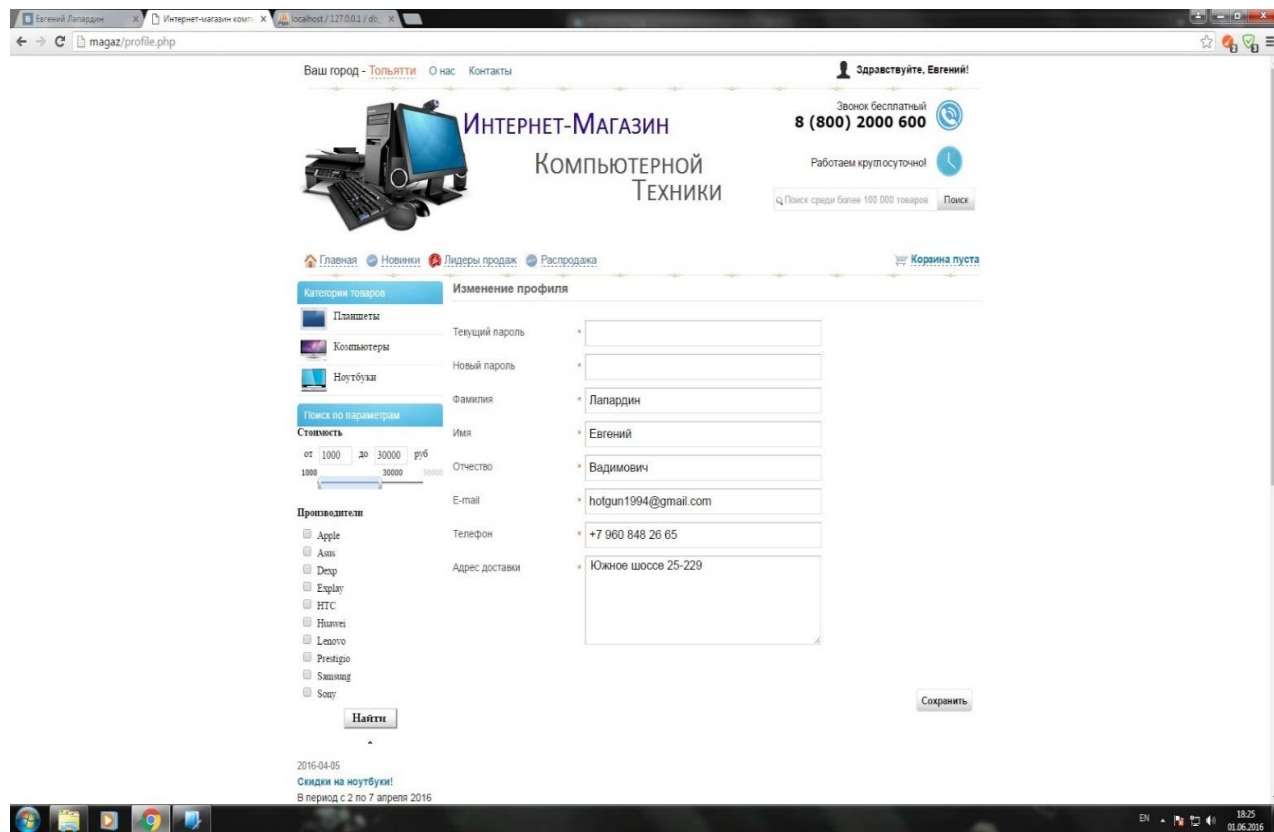 Евгений Лапардин
Интернет-магазин комп
localhost / 127.0.0.1 / db_
magaz/profile.php
Ваш город - Тольятти О нас Контакты
Здравствуйте, Евгений!
Интернет-Магазин
Компьютерной
Техники
Звонок бесплатный
8 (800) 2000 600
Работаем круглосуточно!
Поиск среди более 100 000 товаров Поиск
Главная Новинки Лидеры продаж Распродажа
Корзина пуста
Категории товаров
Планшеты
Компьютеры
Ноутбуки
Поиск по параметрам
Стоимость
от 1000 до 30000 руб
1000 30000 50000
Производители
Apple
Asus
Dexp
Explay
HTC
Huawei
Lenovo
Prestigio
Samsung
Sony
Найти
2016-04-05
Скидки на ноутбуки!
В период с 2 по 7 апреля 2016
Изменение профиля
Текущий пароль *
Новый пароль *
Фамилия * Лапардин
Имя * Евгений
Отчество * Вадимович
E-mail * hotgun1994@gmail.com
Телефон * +7 960 848 26 65
Адрес доставки * Южное шоссе 25-229
Сохранить
EN
18:25
01.06.2016